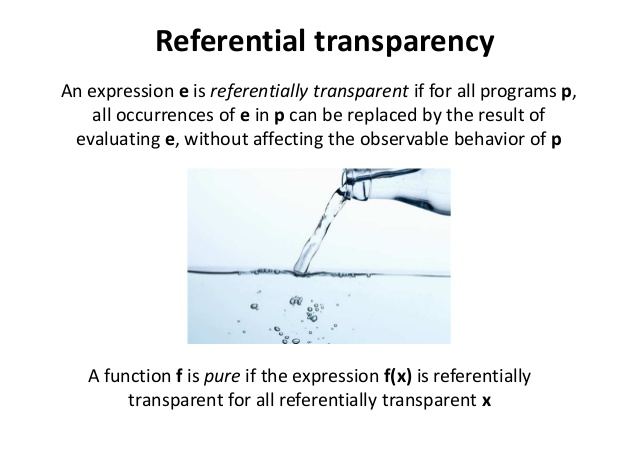 Referential transparency
An expression e is referentially transparent if for all programs p,
all occurrences of e in p can be replaced by the result of
evaluating e, without affecting the observable behavior of p
A function f is pure if the expression f(x) is referentially
transparent for all referentially transparent x